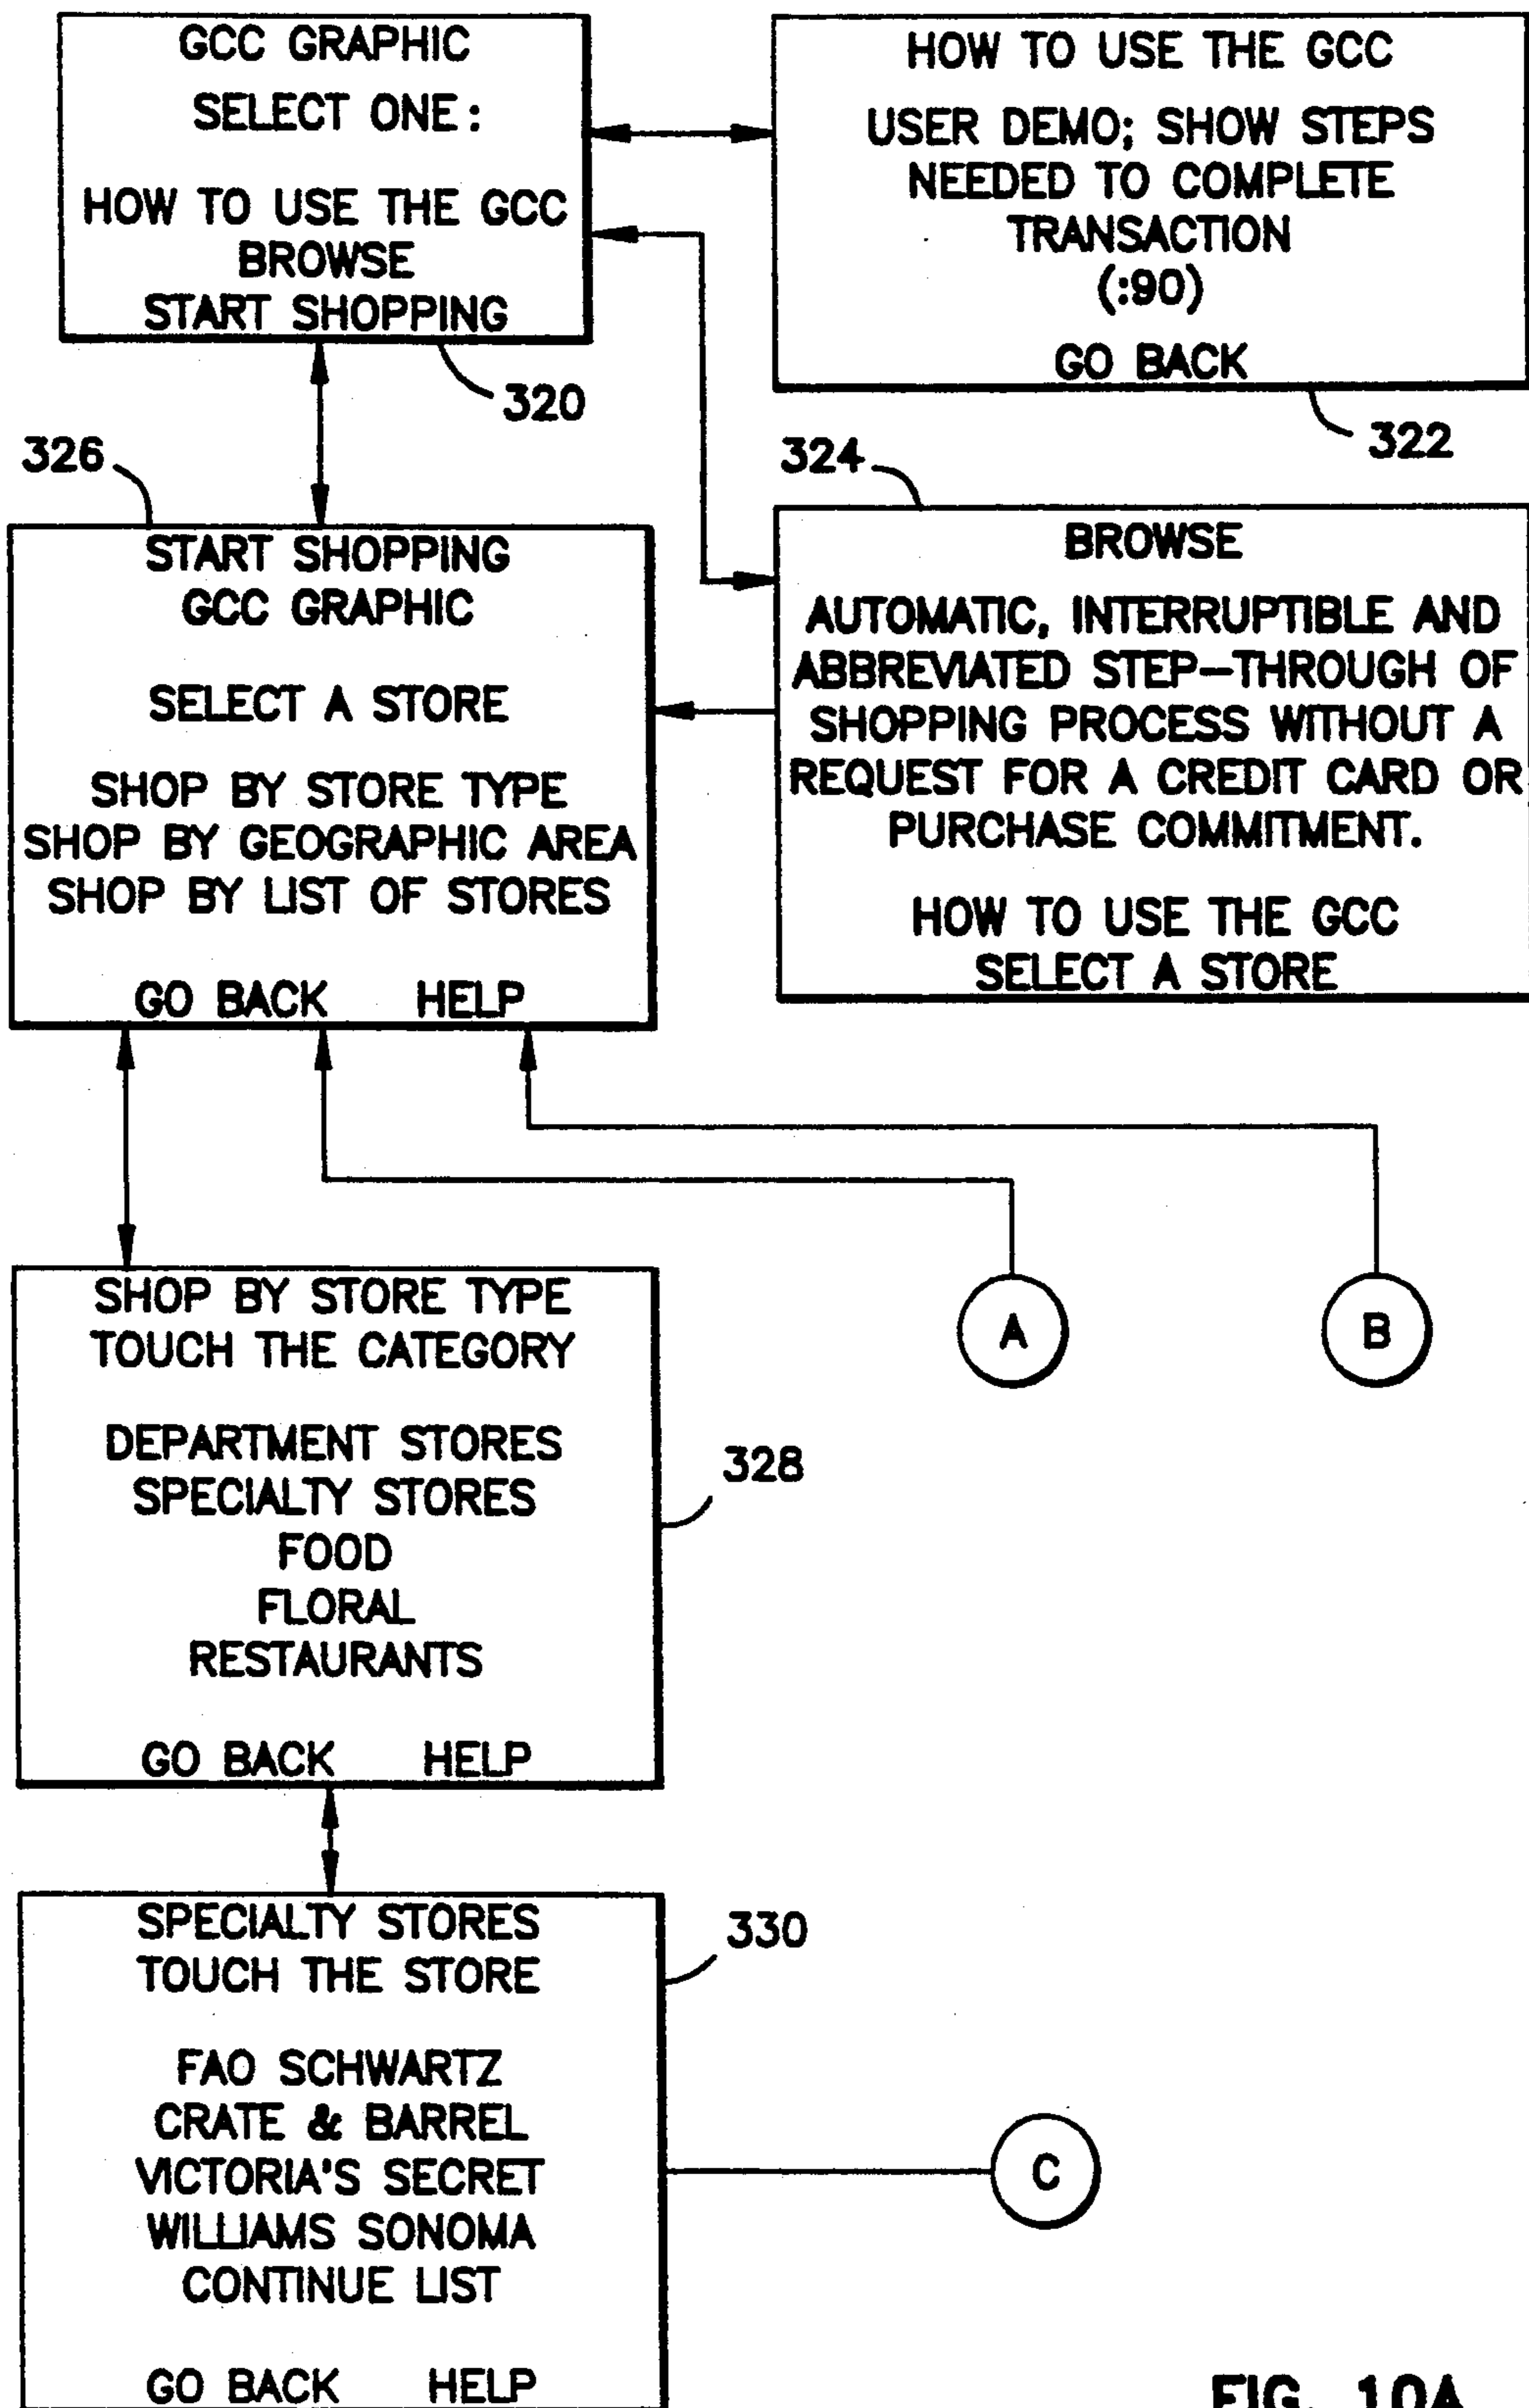 GCC GRAPHIC
SELECT ONE:
HOW TO USE THE GCC
BROWSE
START SHOPPING
320
HOW TO USE THE GCC
USER DEMO; SHOW STEPS
NEEDED TO COMPLETE
TRANSACTION
(:90)
GO BACK
322
326
START SHOPPING
GCC GRAPHIC
SELECT A STORE
SHOP BY STORE TYPE
SHOP BY GEOGRAPHIC AREA
SHOP BY LIST OF STORES
GO BACK HELP
324
BROWSE
AUTOMATIC, INTERRUPTIBLE AND
ABBREVIATED STEP-THROUGH OF
SHOPPING PROCESS WITHOUT A
REQUEST FOR A CREDIT CARD OR
PURCHASE COMMITMENT.
HOW TO USE THE GCC
SELECT A STORE
A
B
SHOP BY STORE TYPE
TOUCH THE CATEGORY
DEPARTMENT STORES
SPECIALTY STORES
FOOD
FLORAL
RESTAURANTS
GO BACK HELP
328
SPECIALTY STORES
TOUCH THE STORE
FAO SCHWARTZ
CRATE & BARREL
VICTORIA'S SECRET
WILLIAMS SONOMA
CONTINUE LIST
GO BACK HELP
330
C
FIG. 10A